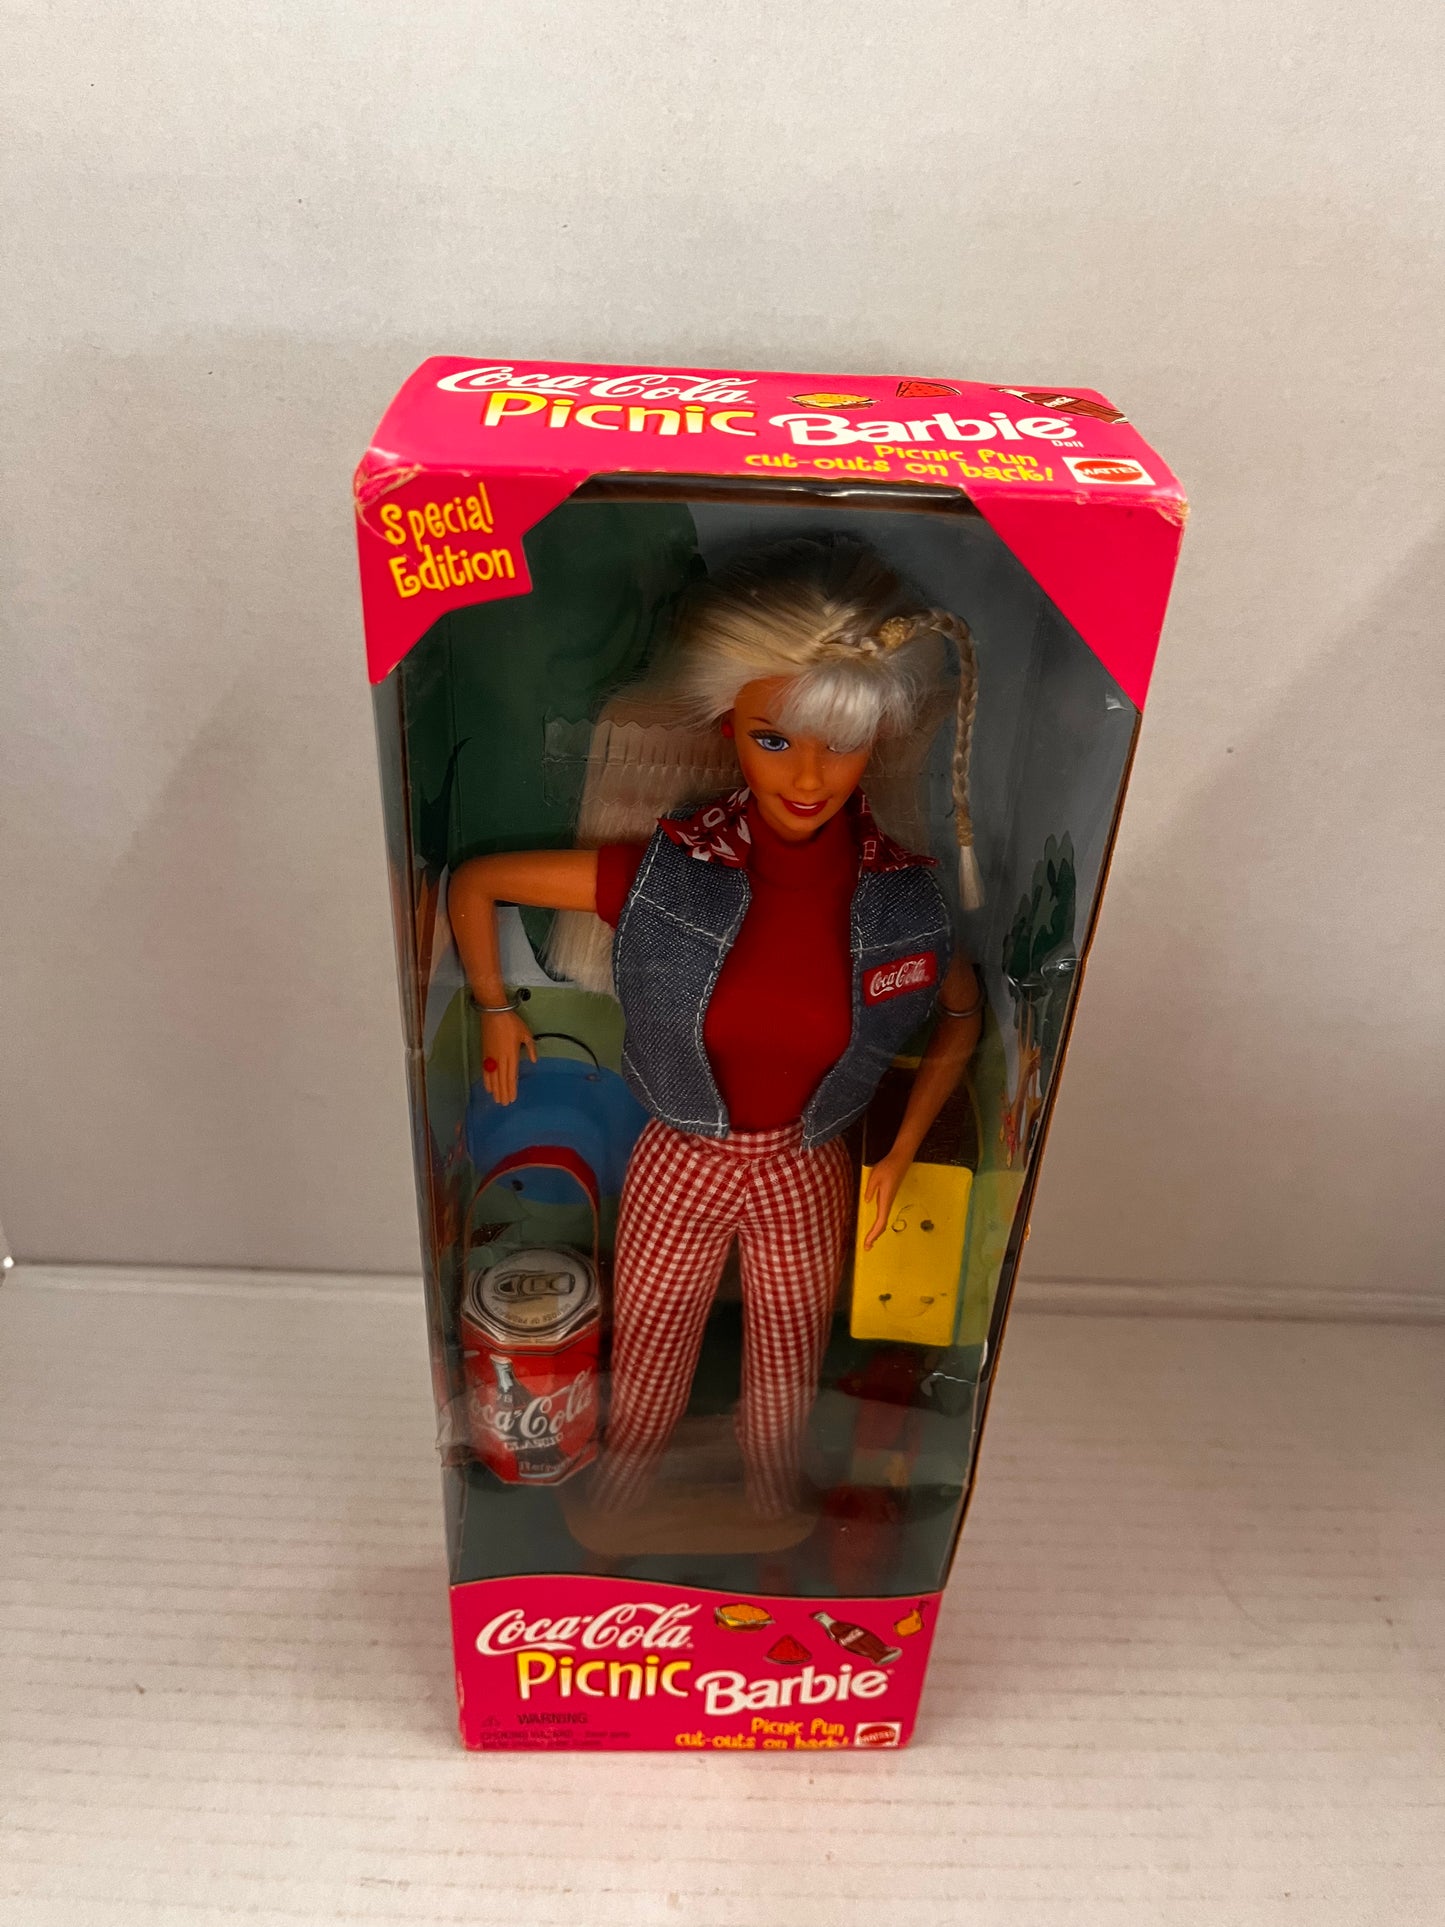 Coca-Cola
Picnic Barbie
Doll
Picnic Fun
cut-outs on back!
MATTEL
Special
Edition
Coca-Cola
Coca-Cola
CLASSIC
Coca-Cola
Picnic Barbie
WARNING
Picnic Fun
cut-outs on back!
MATTEL